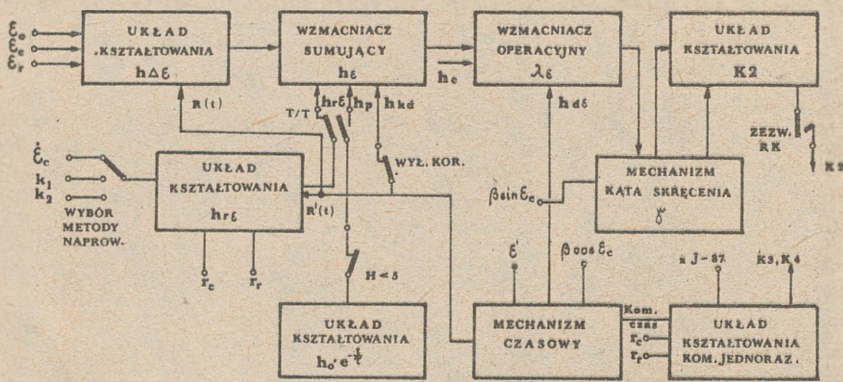 εo
εc
εr
UKŁAD
KSZTAŁTOWANIA
hΔε
WZMACNIACZ
SUMUJĄCY
hε
hc
WZMACNIACZ
OPERACYJNY
λε
UKŁAD
KSZTAŁTOWANIA
K2
R(t)
T/T
hrε
hp
hkd
hdε
ZEZW.
RK
K2
ε̇c
k1
k2
WYBÓR
METODY
NAPROW.
UKŁAD
KSZTAŁTOWANIA
hrε
R'(t)
WYŁ. KOR.
βsinεc
MECHANIZM
KĄTA SKRĘCENIA
γ
rc
rr
H<5
ε'
βcosεc
z J-87
K3, K4
UKŁAD
KSZTAŁTOWANIA
MECHANIZM
CZASOWY
Kom.
czas
rc
rr
UKŁAD
KSZTAŁTOWANIA
KOM. JEDNORAZ.